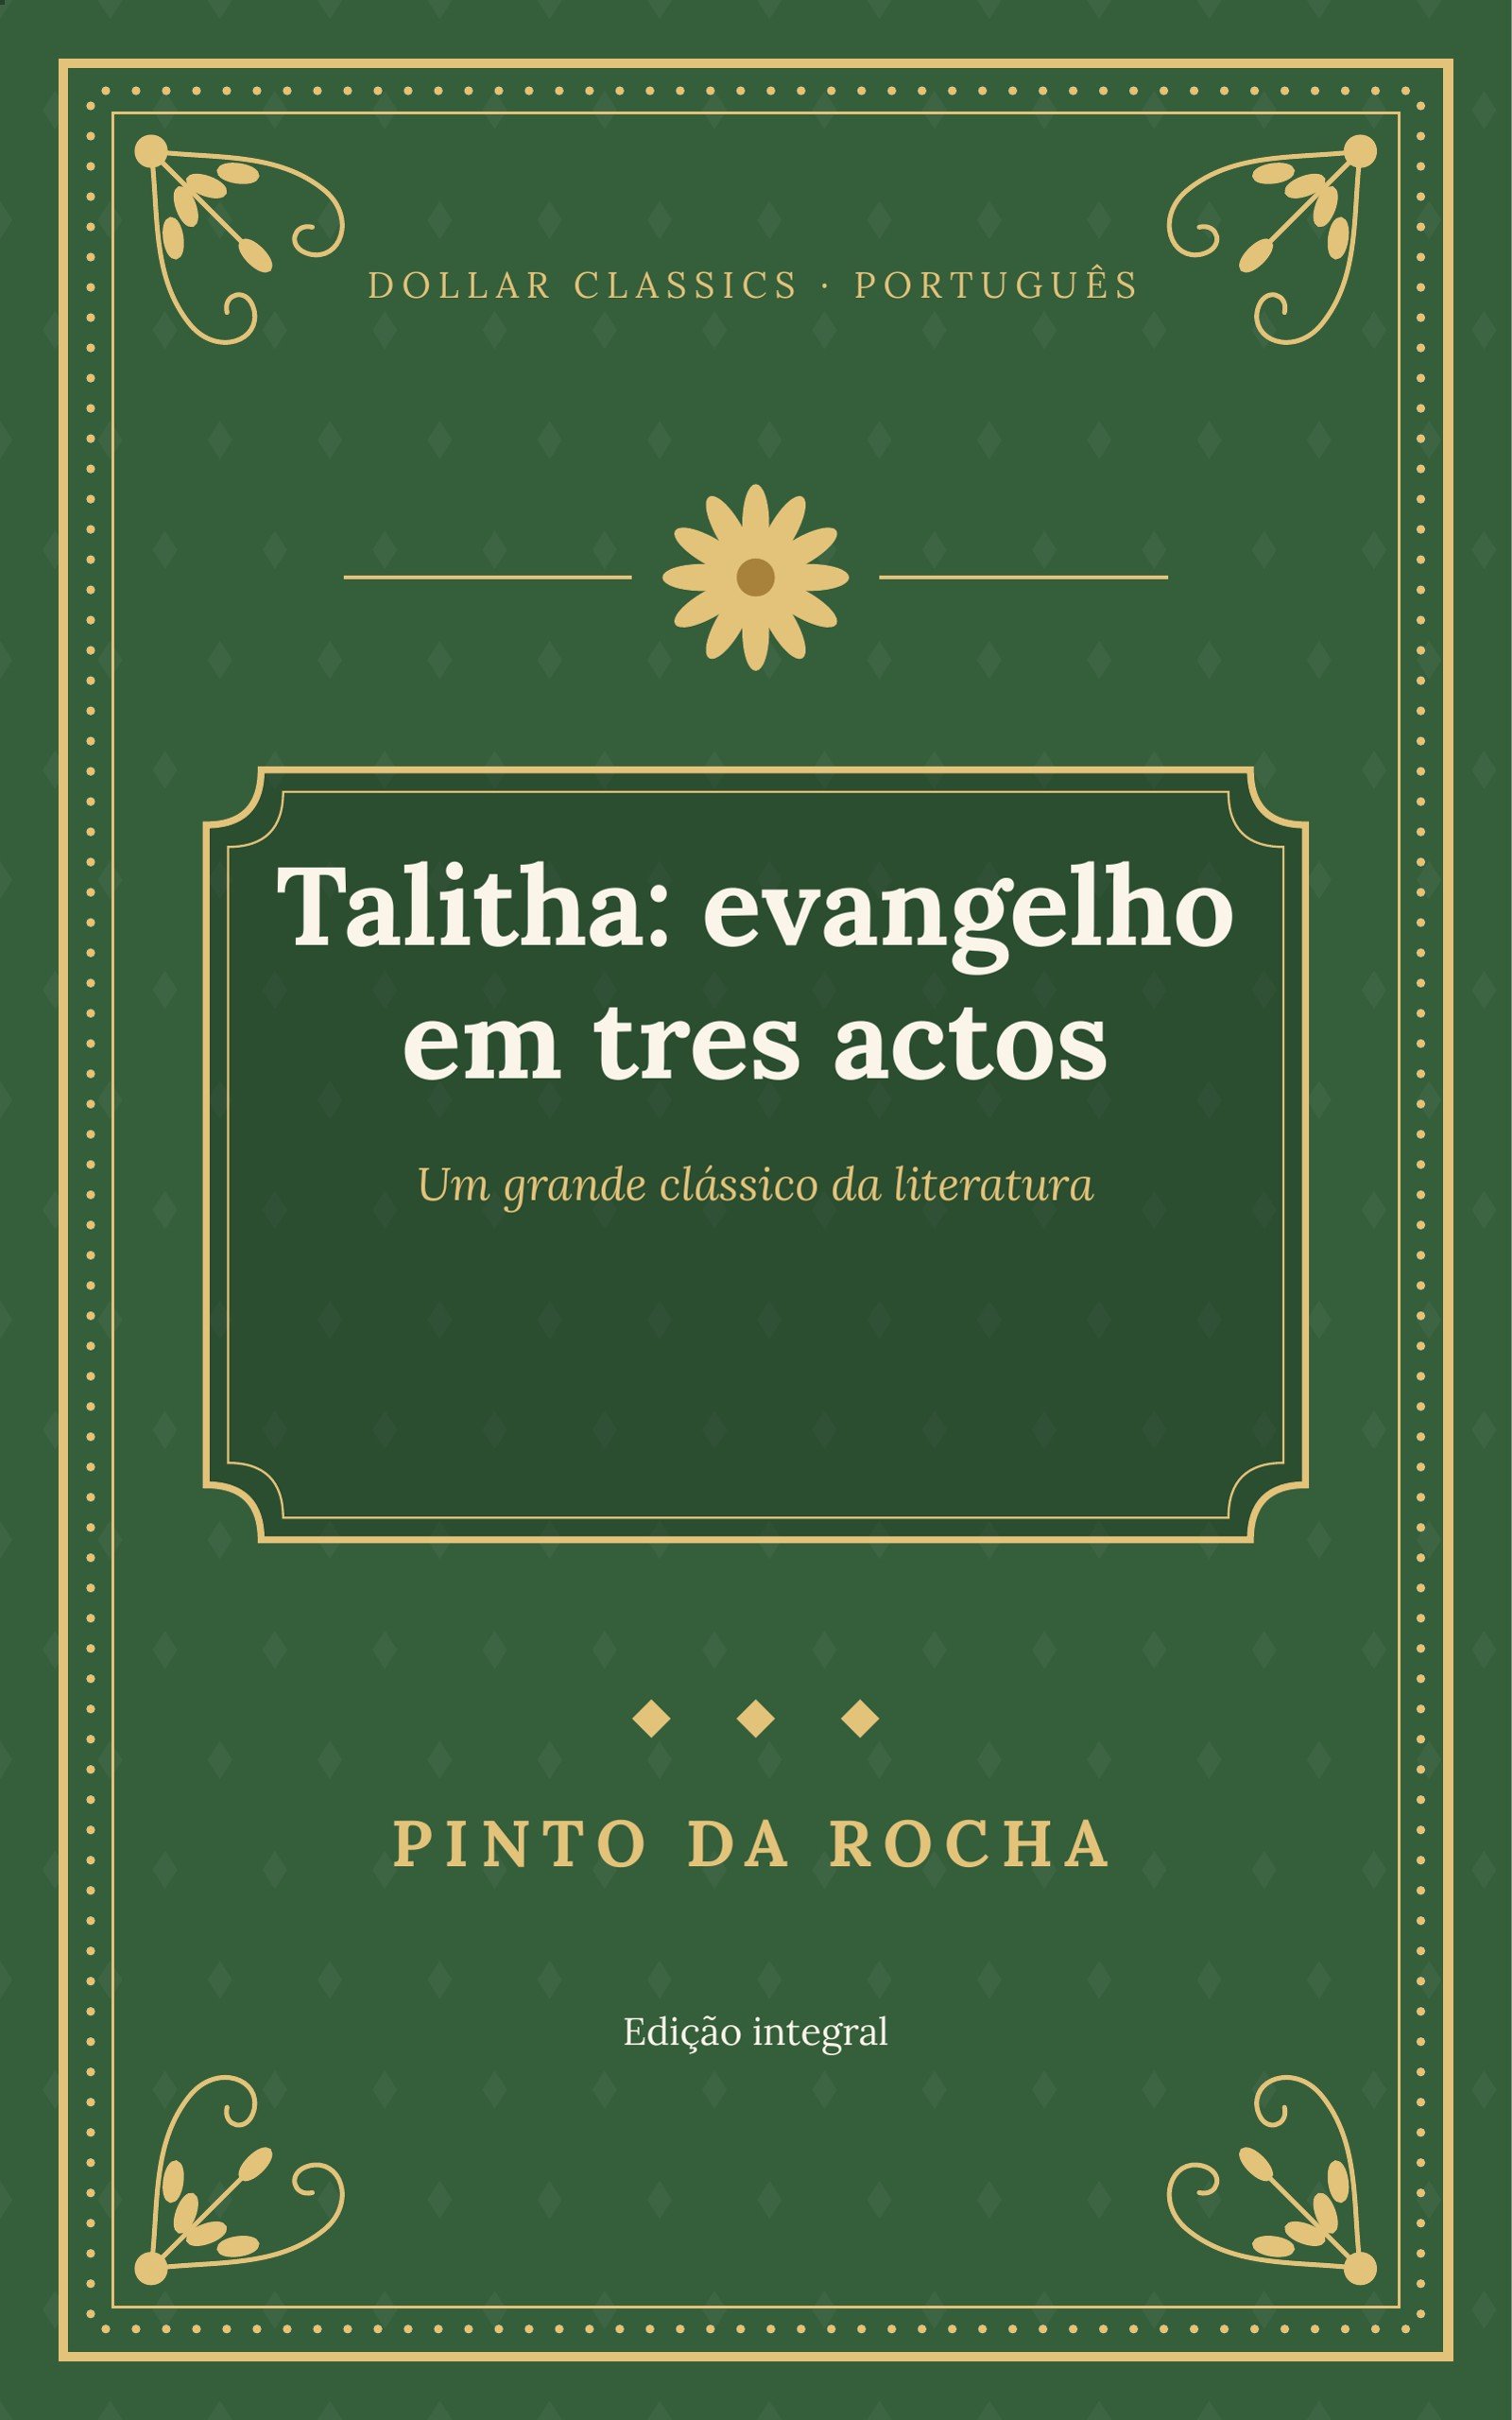 DOLLAR CLASSICS · PORTUGUÊS
Talitha: evangelho
em tres actos
Um grande clássico da literatura
PINTO DA ROCHA
Edição integral